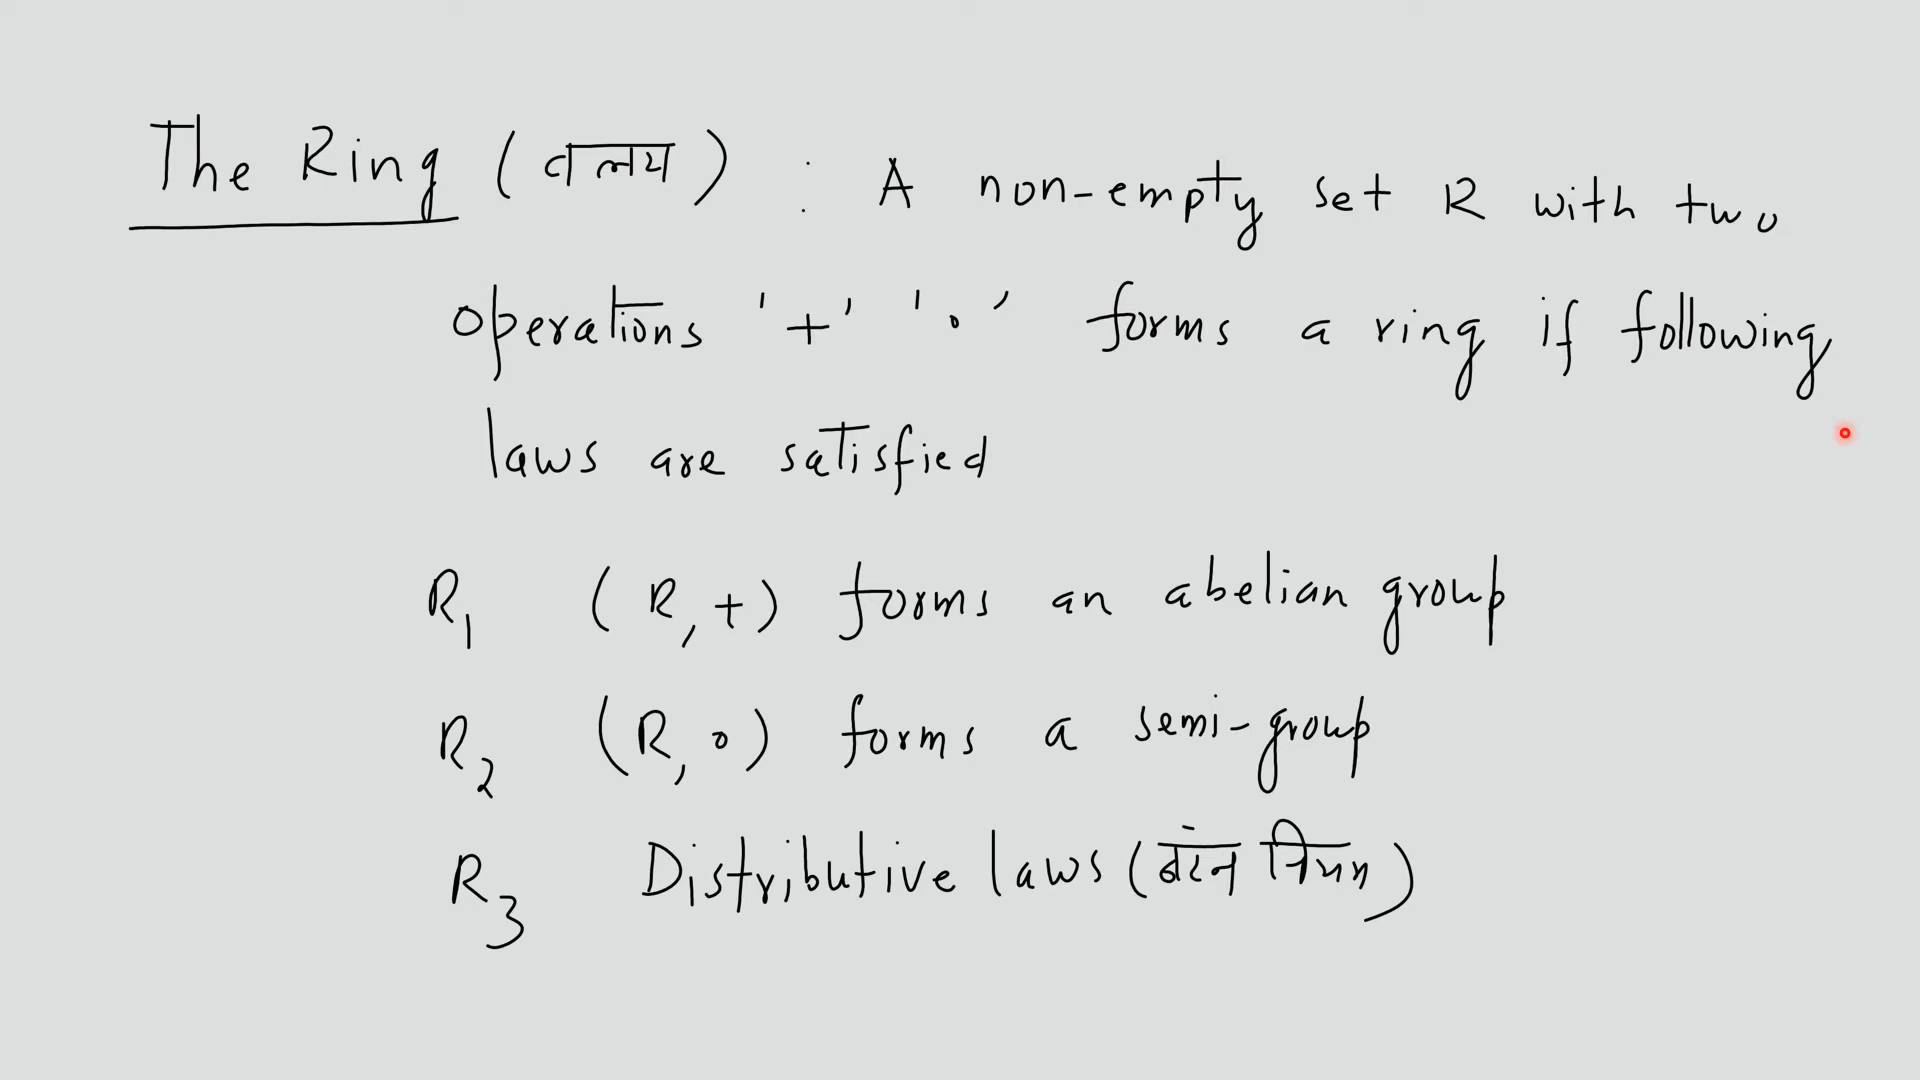 The Ring (वलय) : A non-empty set R with two
operations '+' '•' forms a ring if following
laws are satisfied
R₁ (R, +) forms an abelian group
R₂ (R, •) forms a semi-group
R₃ Distributive laws (बंटन नियम)